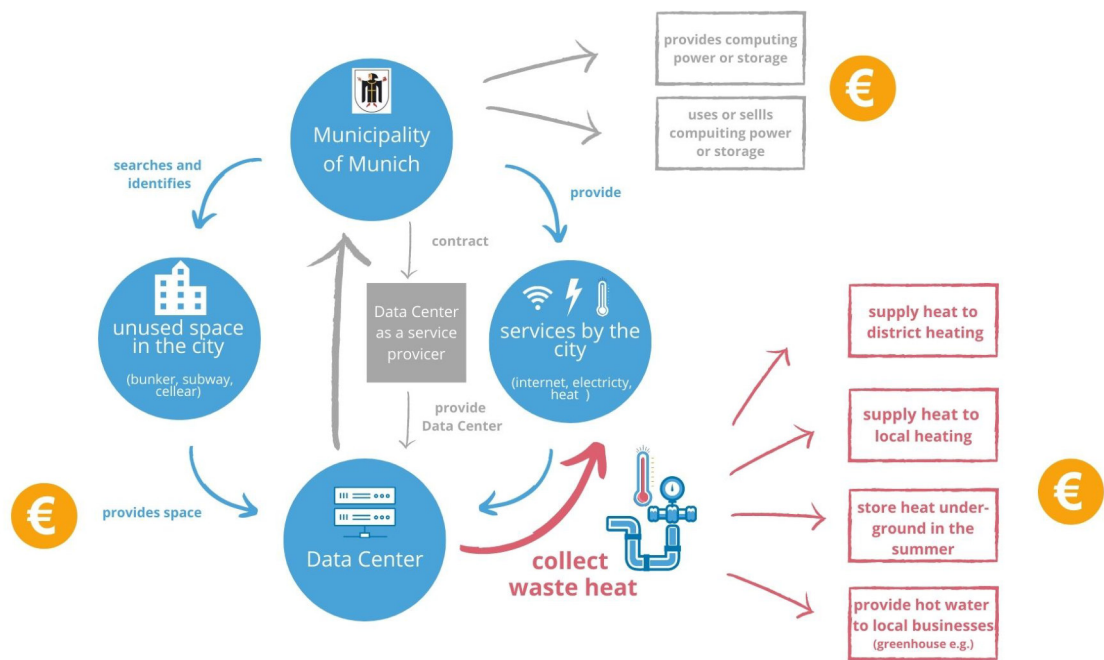 provides computing
power or storage
€
uses or sellls
compuiting power
or storage
Municipality
of Munich
searches and
identifies
provide
contract
unused space
in the city
(bunker, subway,
cellear)
Data Center
as a service
provicer
services by the
city
(internet, electricty,
heat )
supply heat to
district heating
provide
Data Center
supply heat to
local heating
€
provides space
Data Center
collect
waste heat
store heat under-
ground in the
summer
€
provide hot water
to local businesses
(greenhouse e.g.)